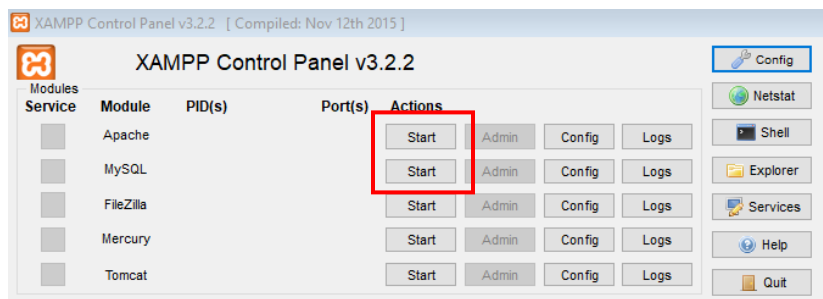 XAMPP Control Panel v3.2.2 [ Compiled: Nov 12th 2015 ]
XAMPP Control Panel v3.2.2
Config
Modules
Service Module PID(s) Port(s) Actions
Netstat
Apache Start Admin Config Logs
Shell
MySQL Start Admin Config Logs
Explorer
FileZilla Start Admin Config Logs
Services
Mercury Start Admin Config Logs
Help
Tomcat Start Admin Config Logs
Quit